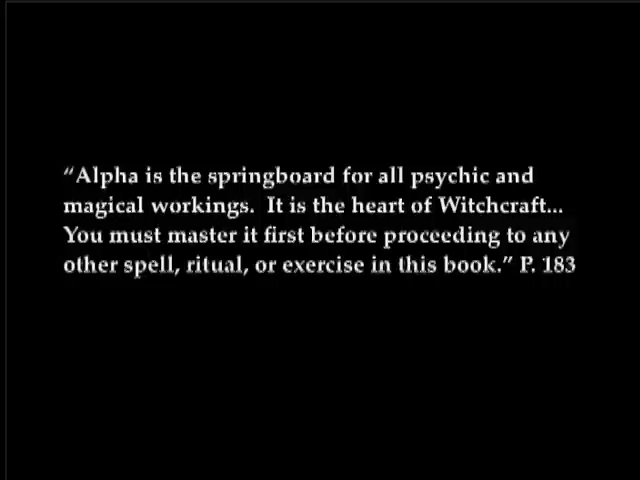 “Alpha is the springboard for all psychic and
magical workings.  It is the heart of Witchcraft...
You must master it first before proceeding to any
other spell, ritual, or exercise in this book.” P. 183